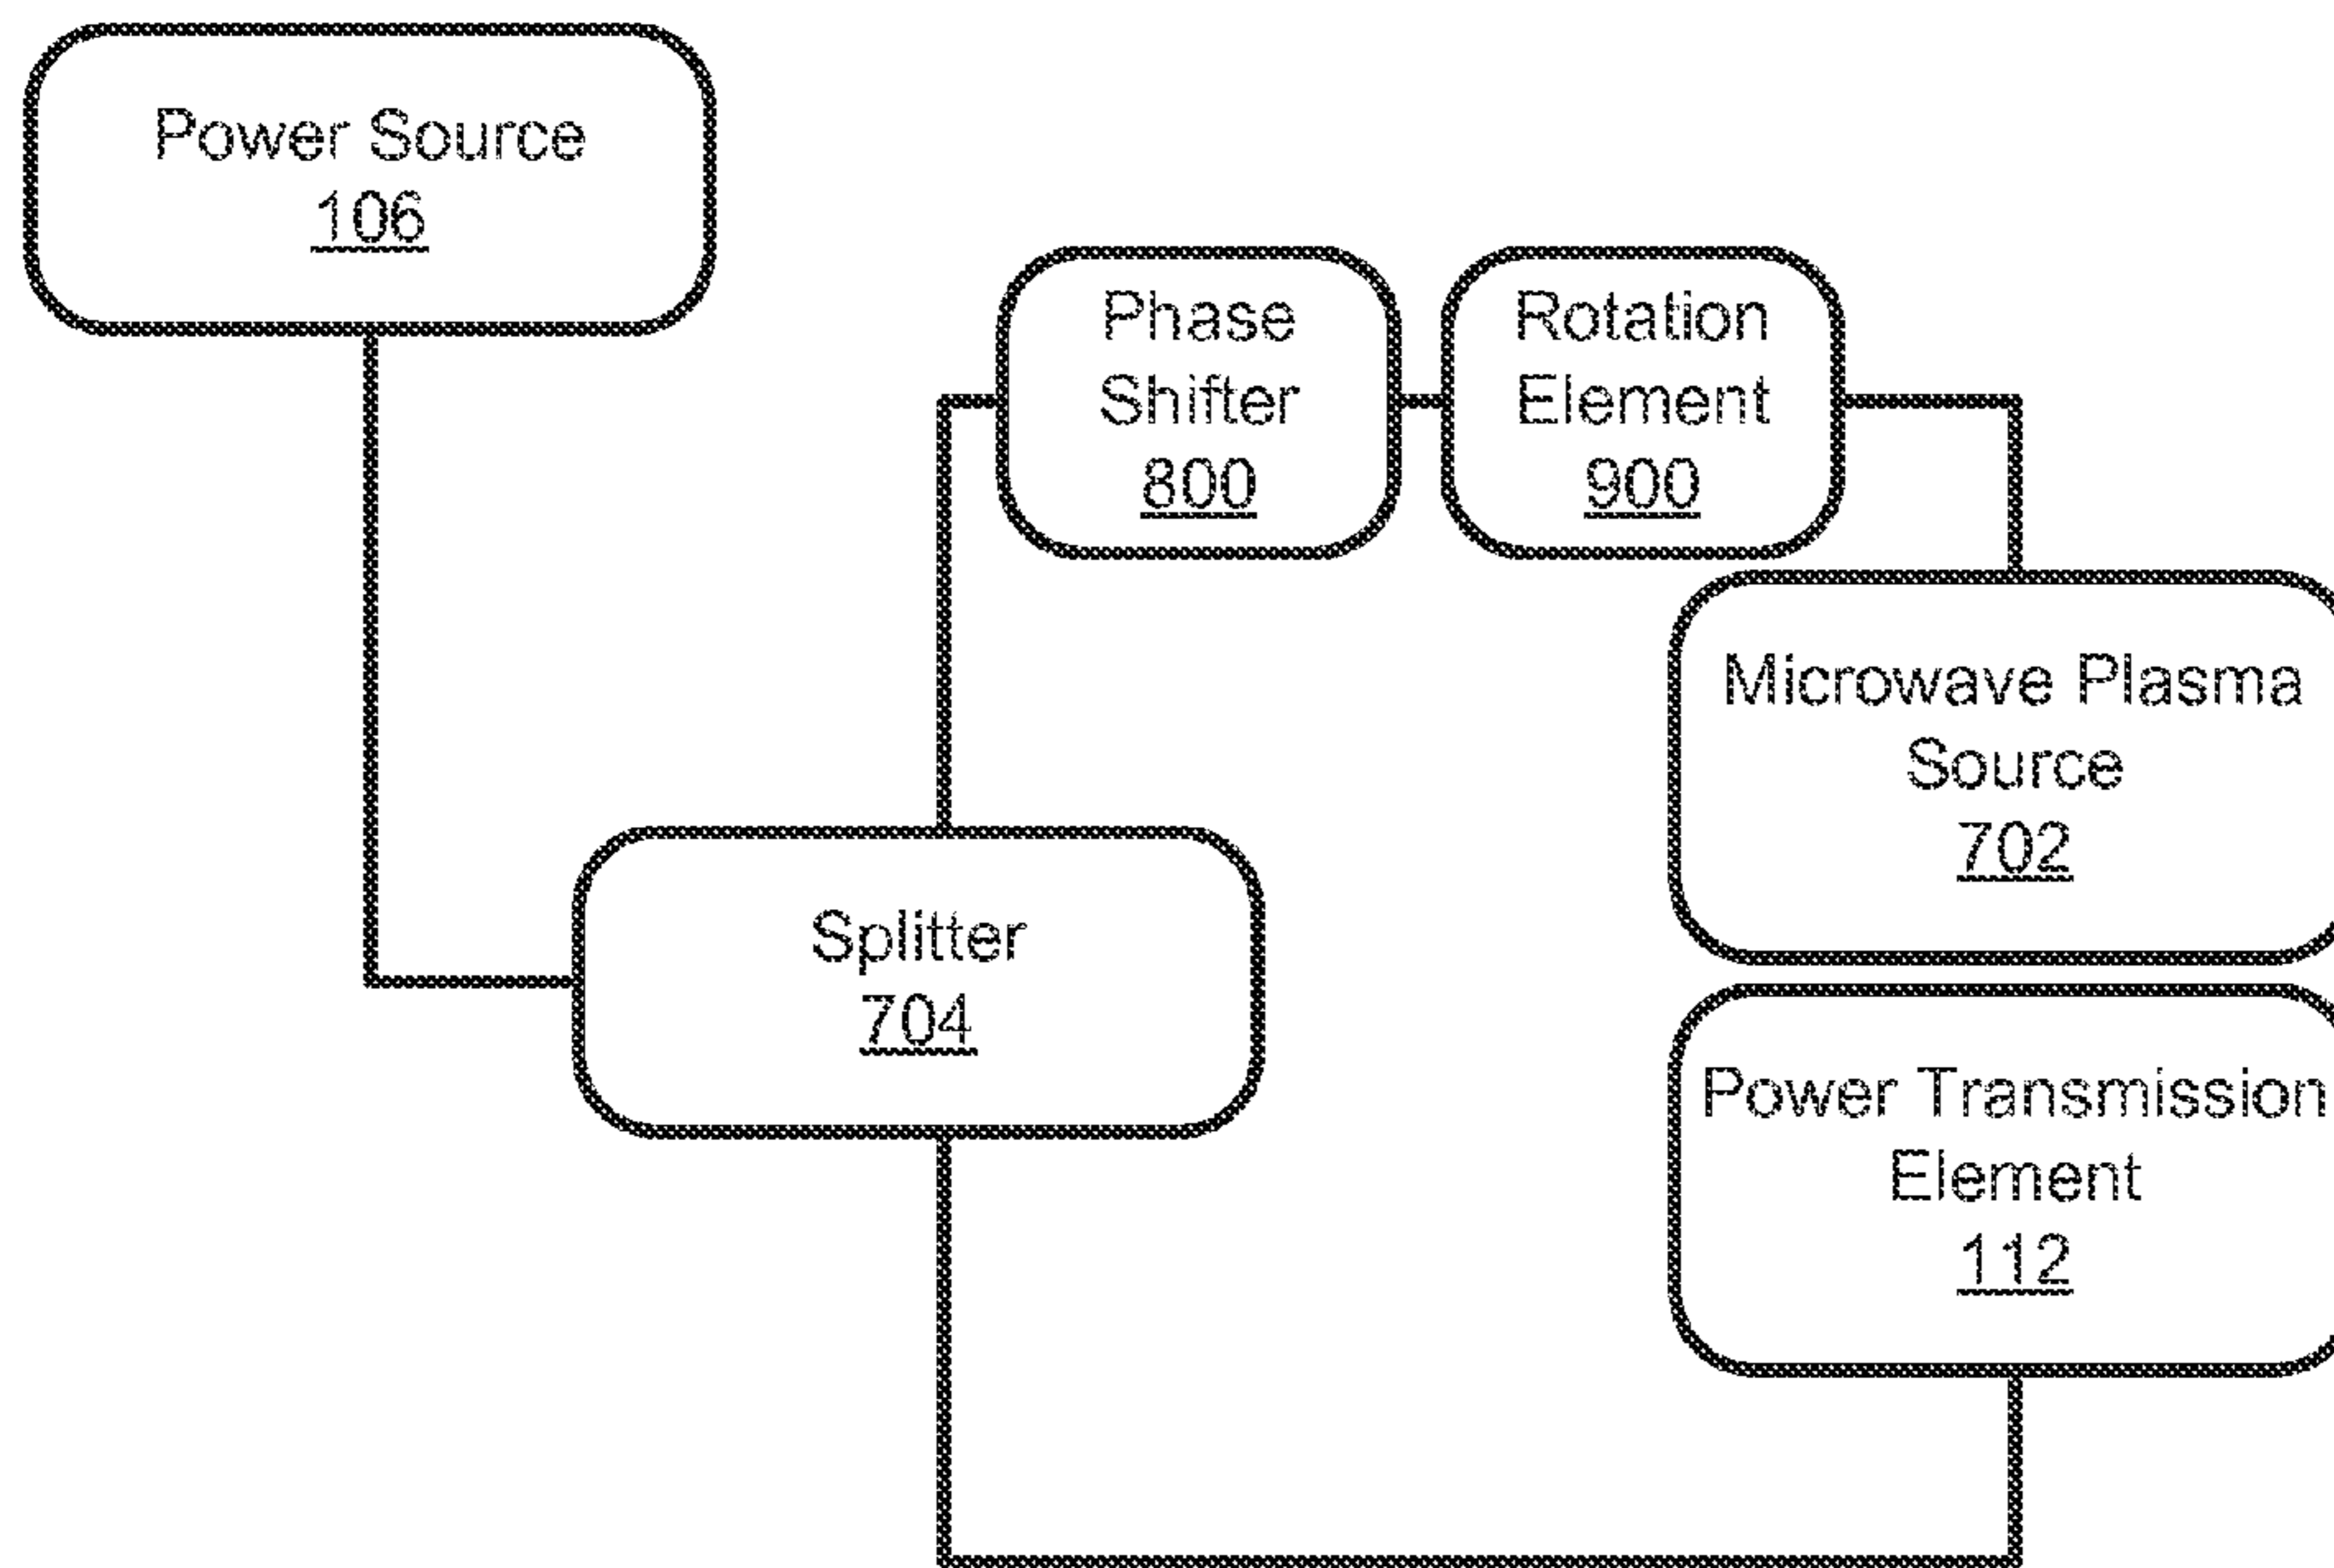 Power Source
106
Phase
Shifter
800
Rotation
Element
900
Microwave Plasma
Source
702
Splitter
704
Power Transmission
Element
112